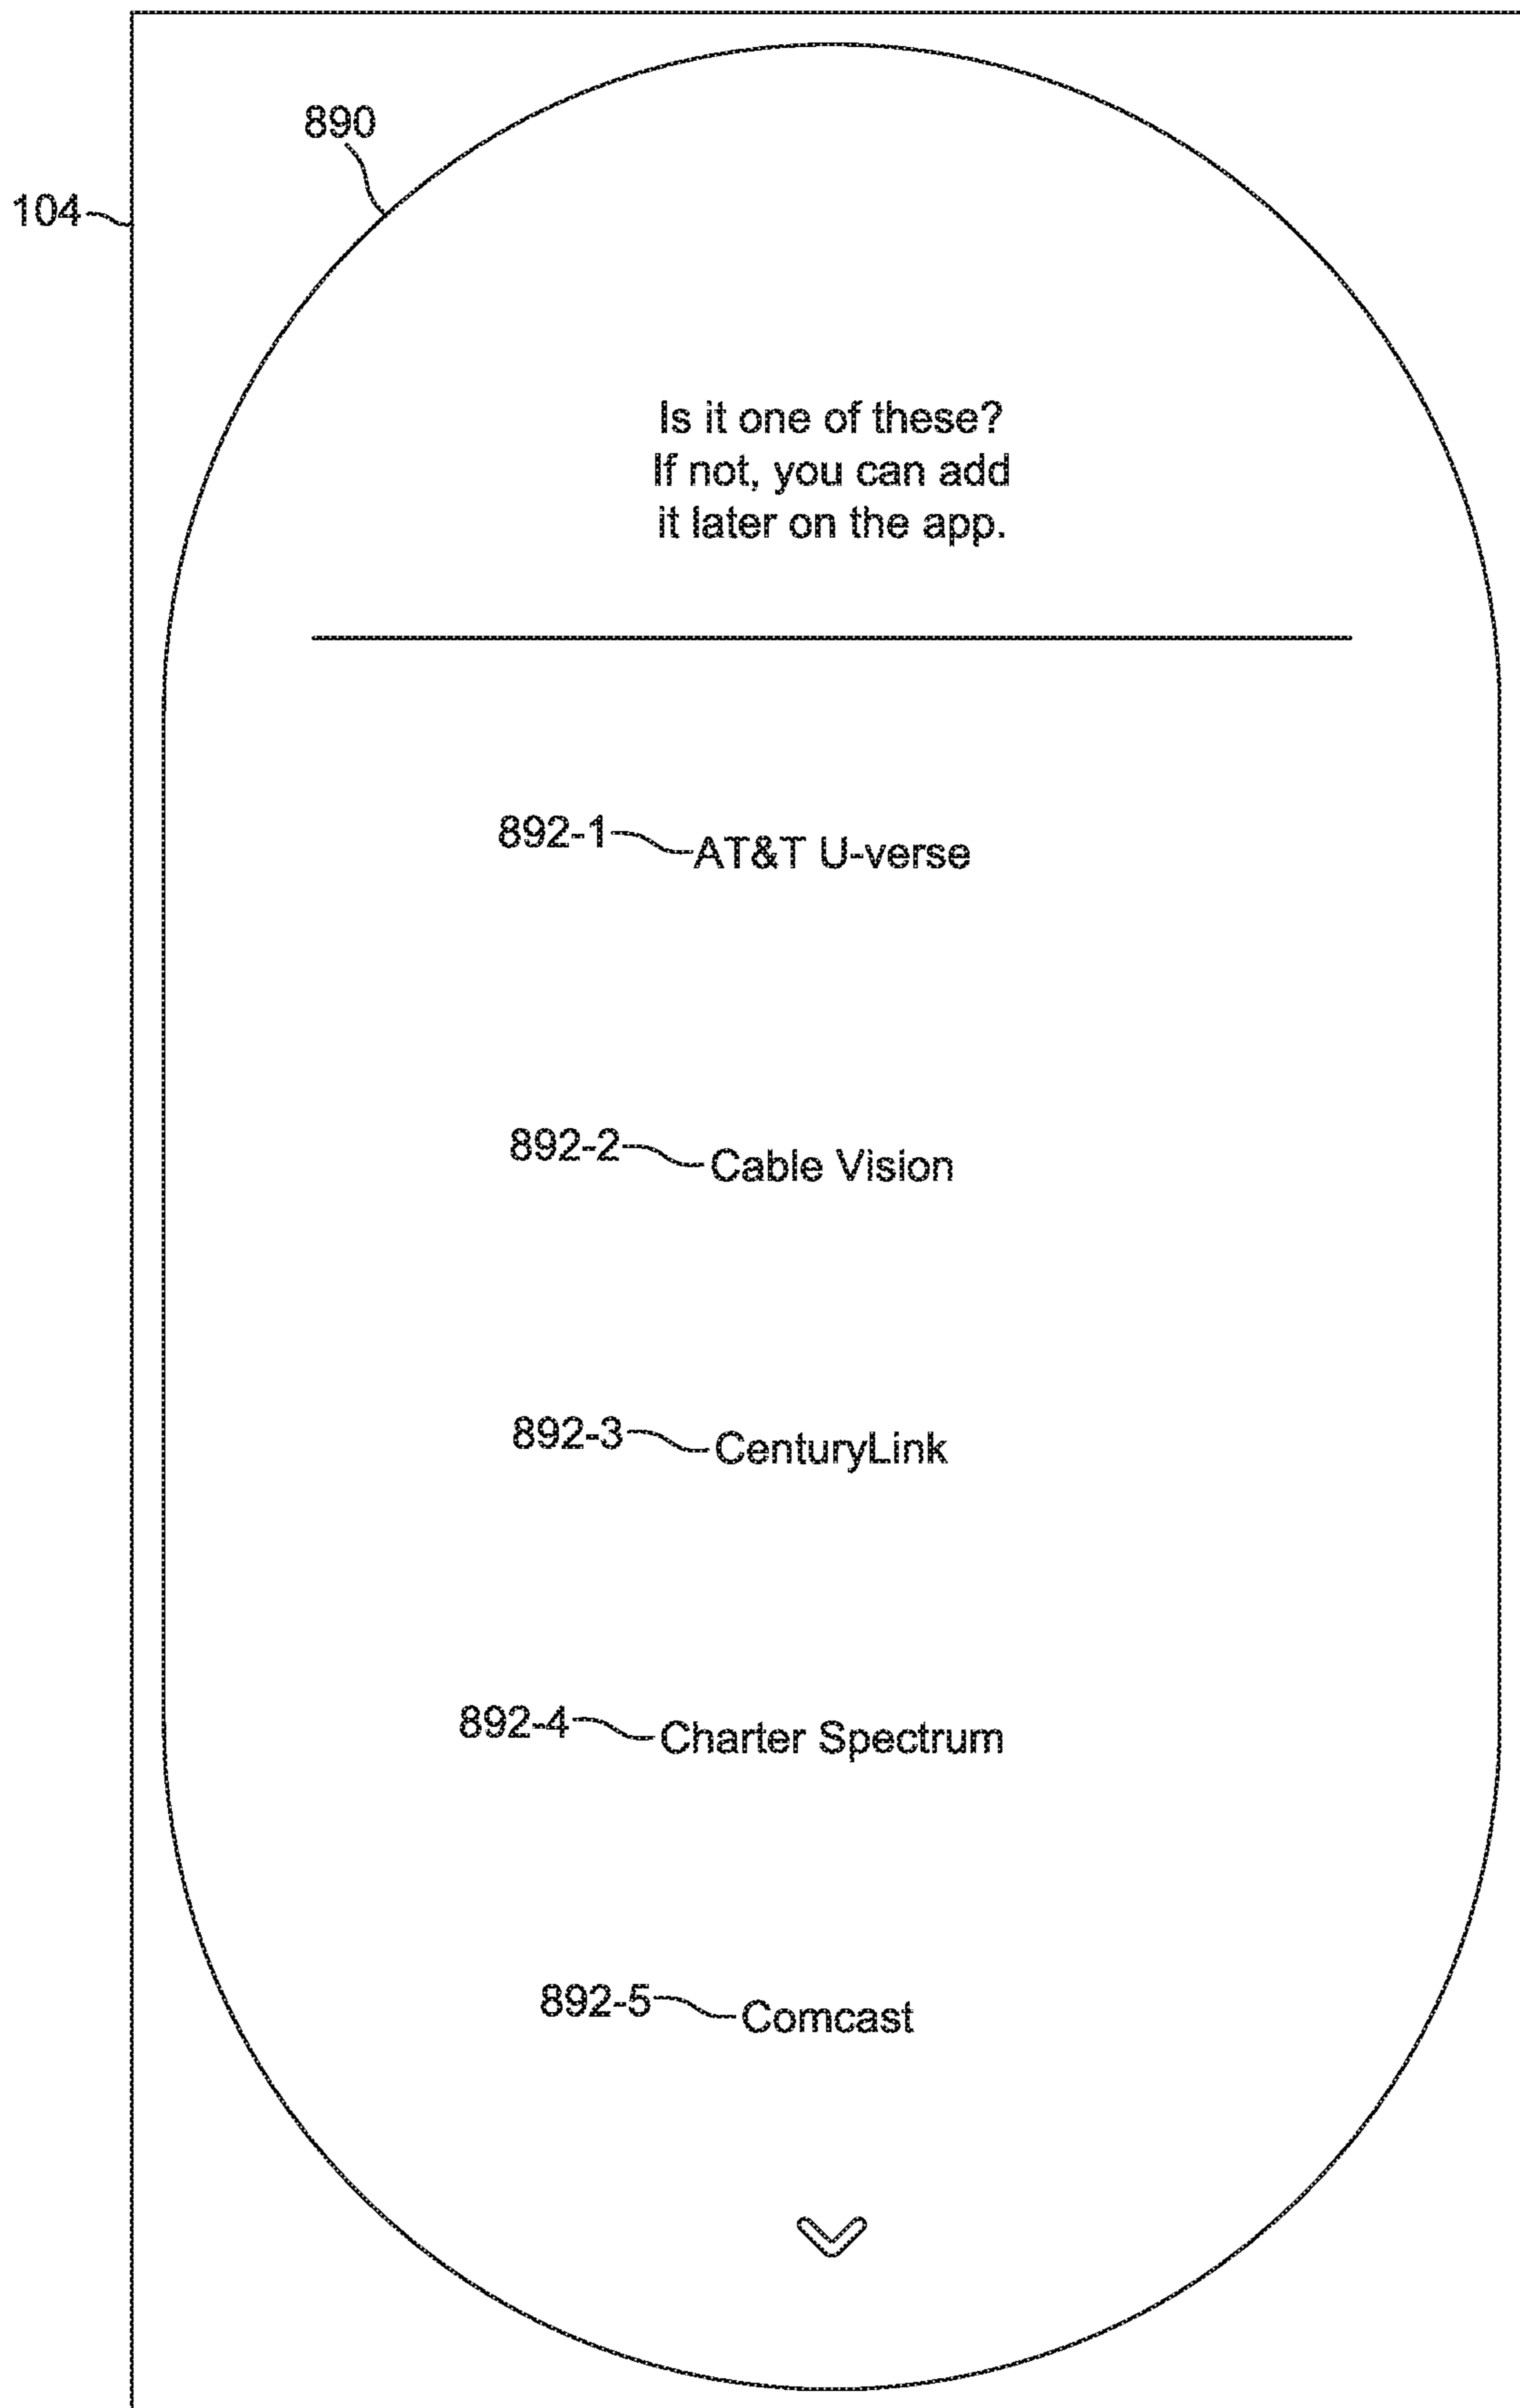 890
104
Is it one of these?
If not, you can add
it later on the app.
892-1 AT&T U-verse
892-2 Cable Vision
892-3 CenturyLink
892-4 Charter Spectrum
892-5 Comcast